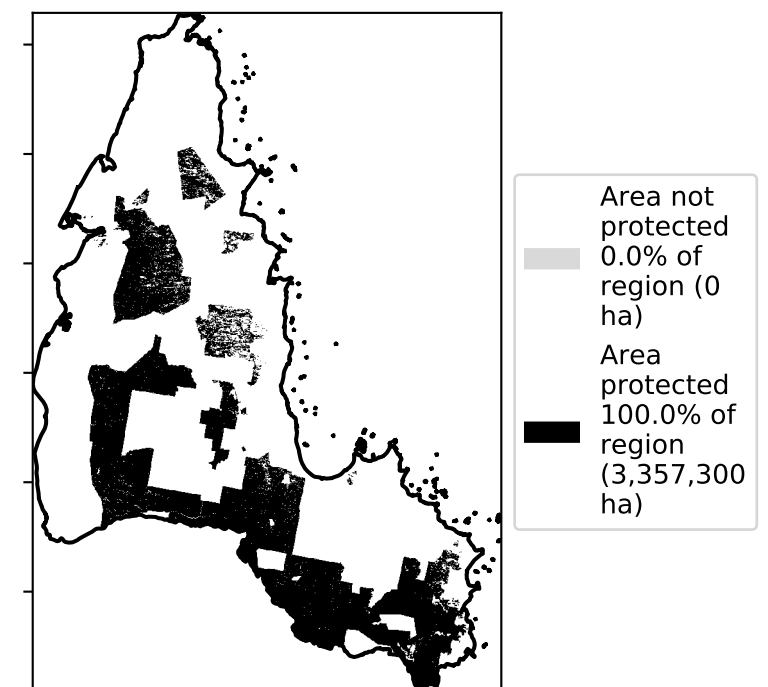 Area not
protected
0.0% of
region (0
ha)
Area
protected
100.0% of
region
(3,357,300
ha)